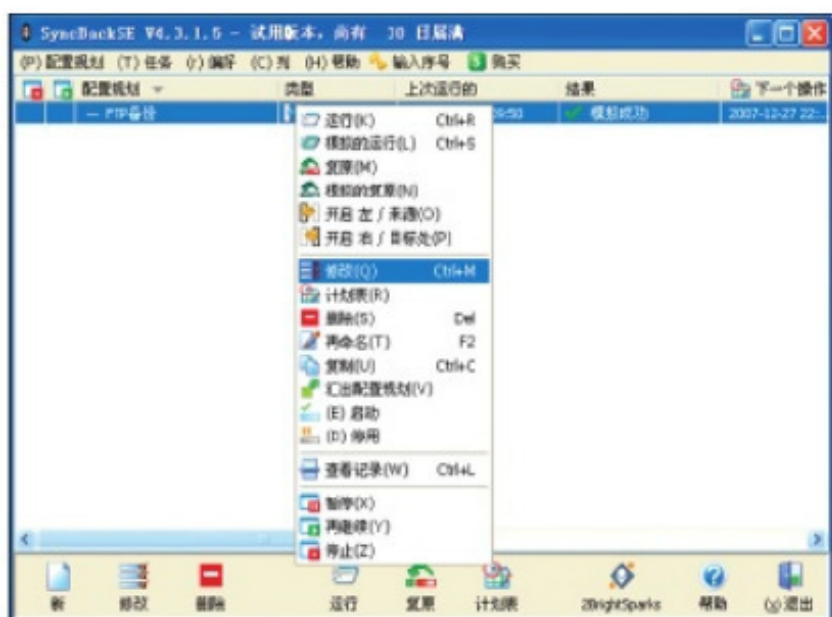 SyncBackSE V4.3.1.5 - 试用版本, 尚有 30 日届满
(P)配置规划 (T)任务 (r)偏好 (C)列 (H)帮助 输入序号 购买
配置规划 类型 上次运行的 结果 下一个操作
FTP备份 模拟成功 2007-12-27 22:..
运行(K) Ctrl+R
模拟的运行(L) Ctrl+S
复原(M)
模拟的复原(N)
开启 左 / 来源(O)
开启 右 / 目标处(P)
修改(Q) Ctrl+M
计划表(R)
删除(S) Del
再命名(T) F2
复制(U) Ctrl+C
汇出配置规划(V)
(E) 启动
(D) 停用
查看记录(W) Ctrl+L
暂停(X)
再继续(Y)
停止(Z)
新 修改 删除 运行 复原 计划表 2BrightSparks 帮助 (x)退出